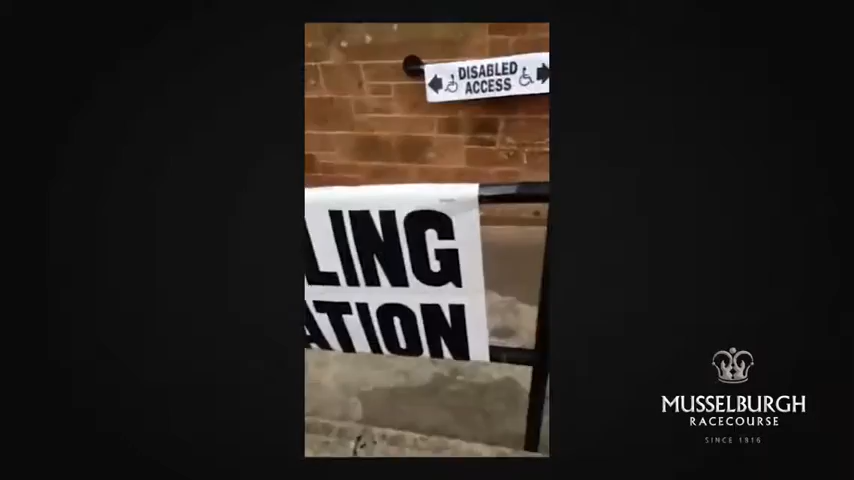 DISABLED
ACCESS
LING
ATION
MUSSELBURGH
RACECOURSE
SINCE 1816